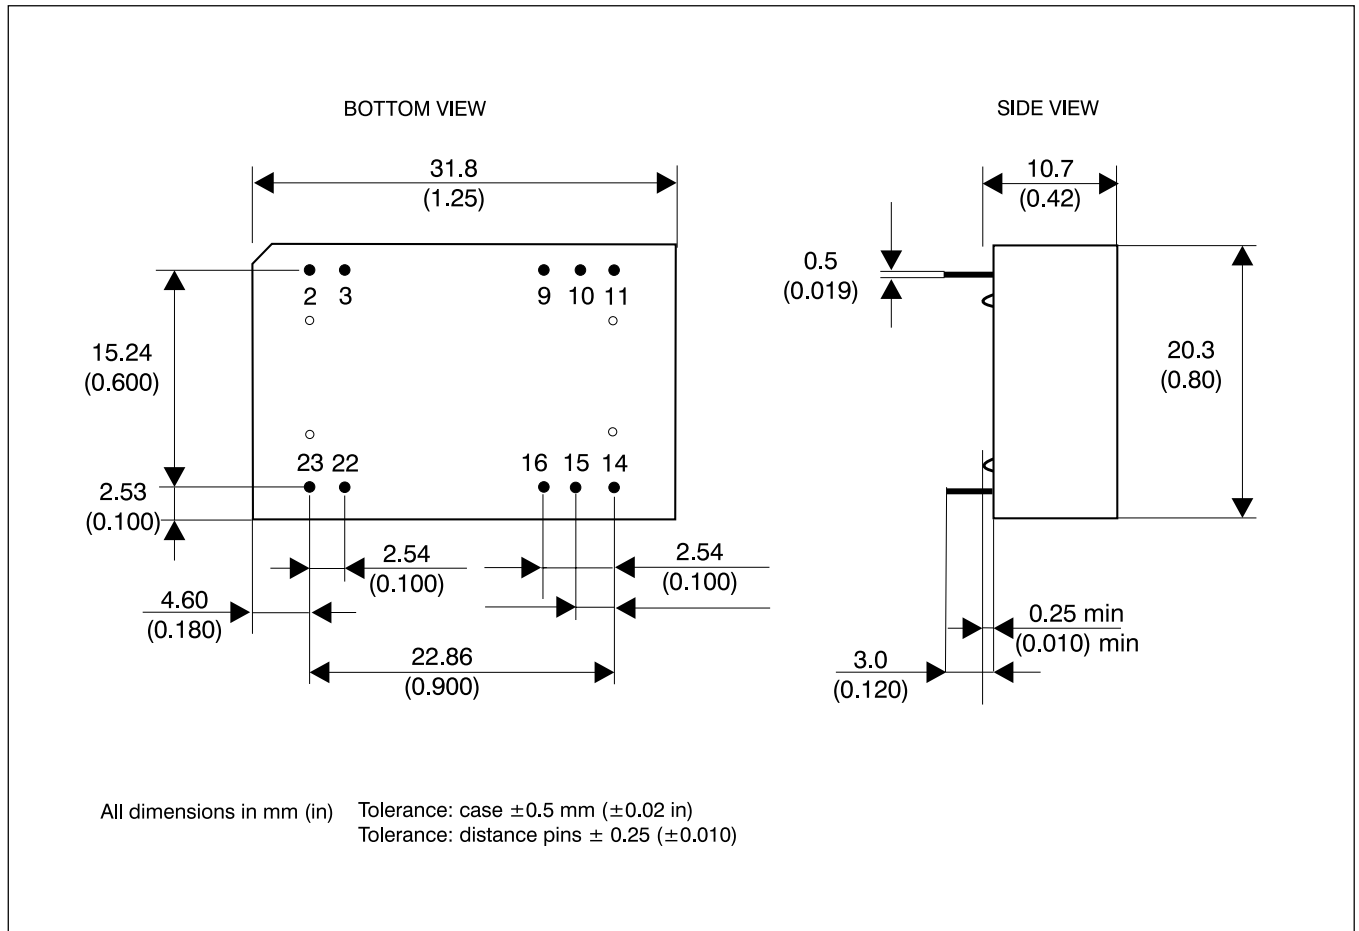 BOTTOM VIEW
SIDE VIEW
31.8
(1.25)
10.7
(0.42)
0.5
(0.019)
2 3 9 10 11
15.24
(0.600)
20.3
(0.80)
23 22 16 15 14
2.53
(0.100)
2.54
(0.100)
2.54
(0.100)
4.60
(0.180)
0.25 min
(0.010) min
22.86
(0.900)
3.0
(0.120)
All dimensions in mm (in) Tolerance: case ±0.5 mm (±0.02 in)
Tolerance: distance pins ± 0.25 (±0.010)